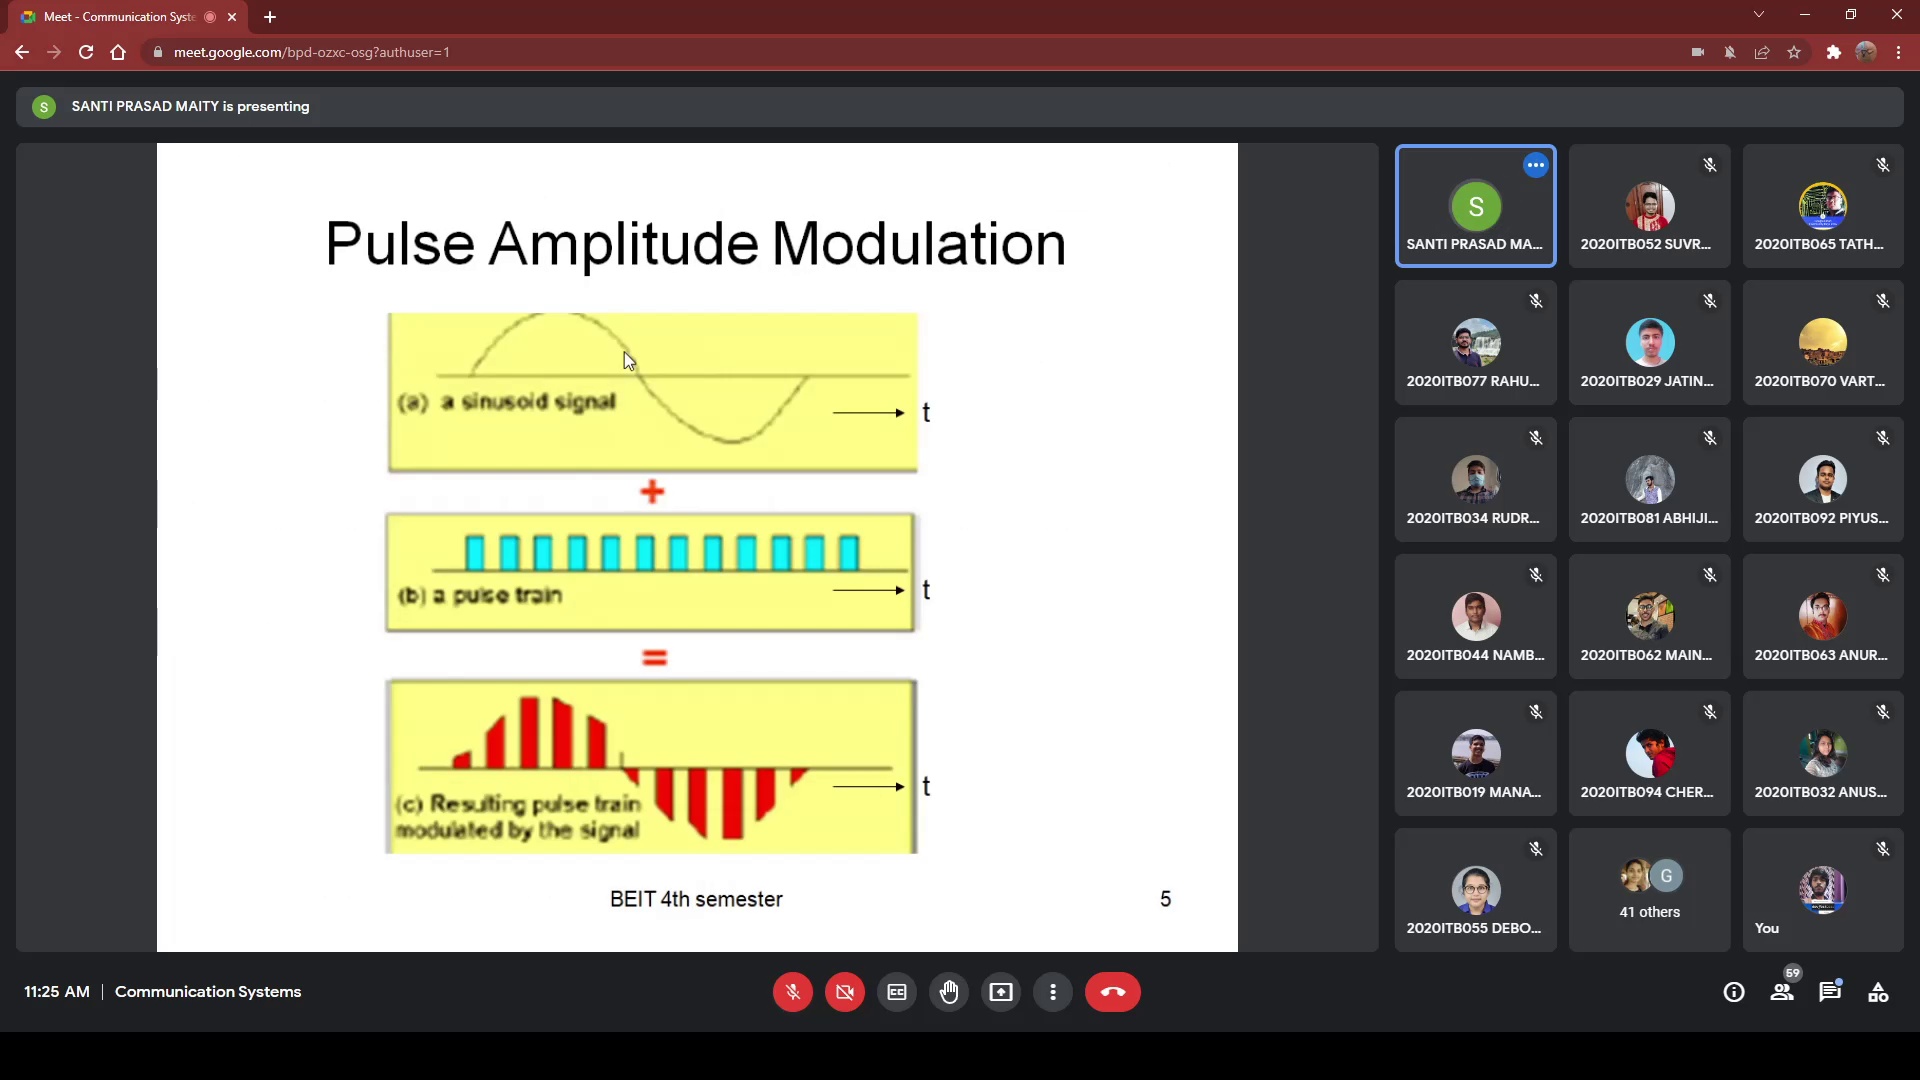 Meet - Communication Syste
meet.google.com/bpd-ozxc-osg?authuser=1
S
SANTI PRASAD MAITY is presenting
Pulse Amplitude Modulation
(a) a sinusoid signal
t
+
(b) a pulse train
t
=
(c) Resulting pulse train
modulated by the signal
t
BEIT 4th semester
5
S
SANTI PRASAD MA...
2020ITB052 SUVR...
2020ITB065 TATH...
2020ITB077 RAHU...
2020ITB029 JATIN...
2020ITB070 VART...
2020ITB034 RUDR...
2020ITB081 ABHIJI...
2020ITB092 PIYUS...
2020ITB044 NAMB...
2020ITB062 MAIN...
2020ITB063 ANUR...
2020ITB019 MANA...
2020ITB094 CHER...
2020ITB032 ANUS...
2020ITB055 DEBO...
G
41 others
You
11:25 AM | Communication Systems
59